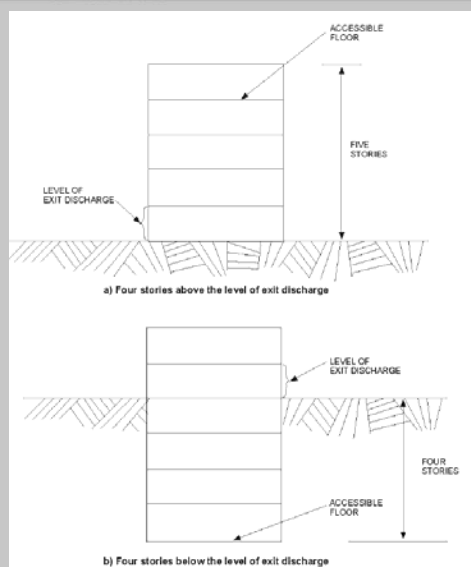 ACCESSIBLE
FLOOR
FIVE
STORIES
LEVEL OF
EXIT DISCHARGE
a) Four stories above the level of exit discharge
LEVEL OF
EXIT DISCHARGE
FOUR
STORIES
ACCESSIBLE
FLOOR
b) Four stories below the level of exit discharge